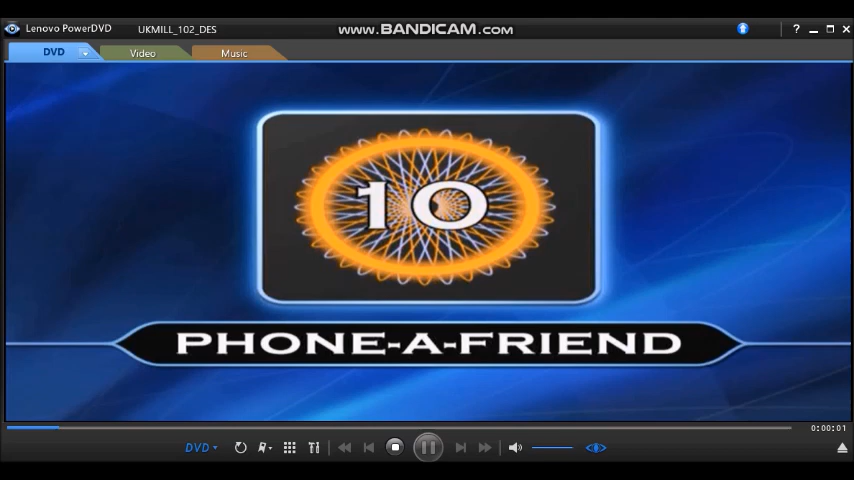 Lenovo PowerDVD
UKMILL_102_DES
www.BANDICAM.com
?
DVD
Video
Music
10
PHONE-A-FRIEND
0:00:01
DVD